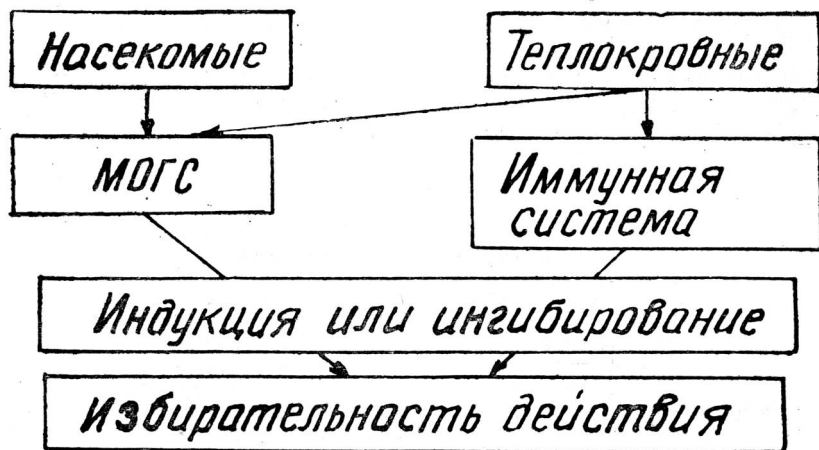 Насекомые
Теплокровные
МОГС
Иммунная
система
Индукция или ингибирование
Избирательность действия